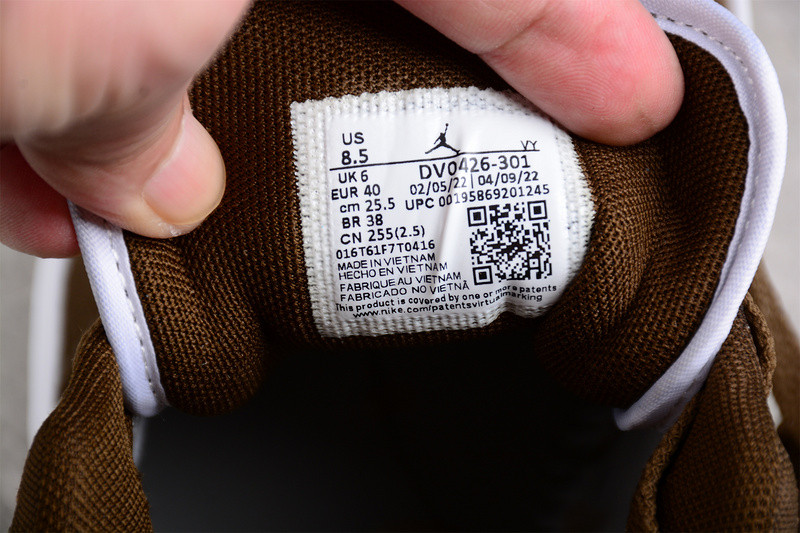 US
8.5
VY
UK 6
DV0426-301
EUR 40
02/05/22 | 04/09/22
cm 25.5
UPC 00195869201245
BR 38
CN 255(2.5)
016T61F7T0416
MADE IN VIETNAM
HECHO EN VIETNAM
FABRIQUE AU VIETNAM
FABRICADO NO VIETNÃ
This product is covered by one or more patents
www.nike.com/patentsvirtualmarking